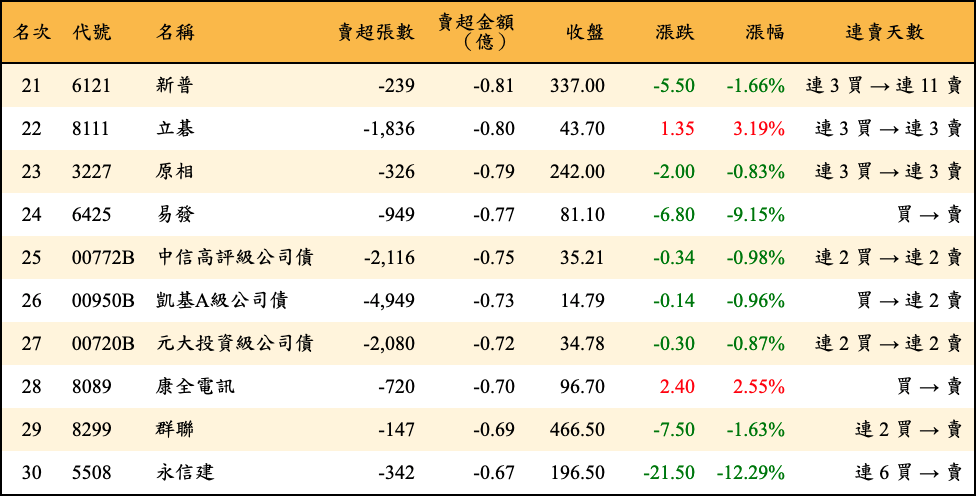 名次 代號 名稱 賣超張數 賣超金額（億） 收盤 漲跌 漲幅 連賣天數
21 6121 新普 -239 -0.81 337.00 -5.50 -1.66% 連 3 買 → 連 11 賣
22 8111 立碁 -1,836 -0.80 43.70 1.35 3.19% 連 3 買 → 連 3 賣
23 3227 原相 -326 -0.79 242.00 -2.00 -0.83% 連 3 買 → 連 3 賣
24 6425 易發 -949 -0.77 81.10 -6.80 -9.15% 買 → 賣
25 00772B 中信高評級公司債 -2,116 -0.75 35.21 -0.34 -0.98% 連 2 買 → 連 2 賣
26 00950B 凱基A級公司債 -4,949 -0.73 14.79 -0.14 -0.96% 買 → 連 2 賣
27 00720B 元大投資級公司債 -2,080 -0.72 34.78 -0.30 -0.87% 連 2 買 → 連 2 賣
28 8089 康全電訊 -720 -0.70 96.70 2.40 2.55% 買 → 賣
29 8299 群聯 -147 -0.69 466.50 -7.50 -1.63% 連 2 買 → 賣
30 5508 永信建 -342 -0.67 196.50 -21.50 -12.29% 連 6 買 → 賣